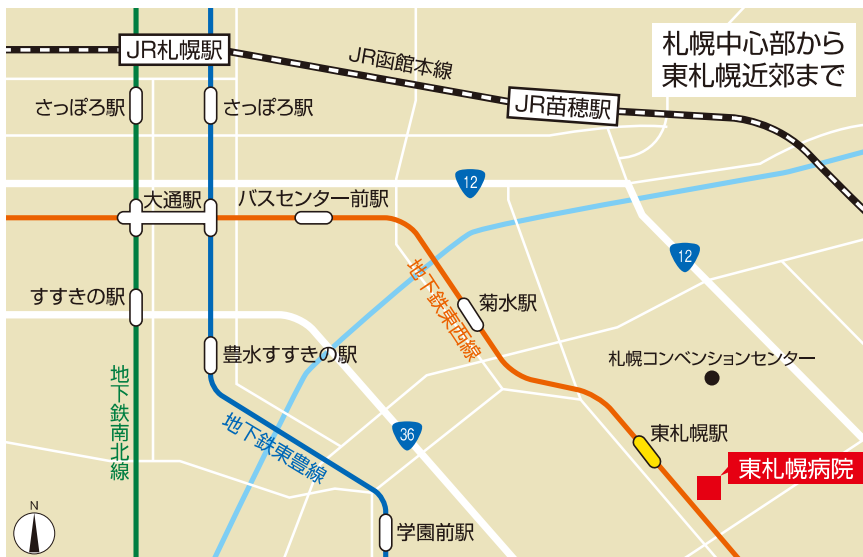 札幌中心部から
東札幌近郊まで
JR札幌駅
JR函館本線
JR苗穂駅
さっぽろ駅
さっぽろ駅
12
大通駅
バスセンター前駅
12
地下鉄東西線
菊水駅
すすきの駅
豊水すすきの駅
札幌コンベンションセンター
地下鉄南北線
地下鉄東豊線
36
東札幌駅
東札幌病院
学園前駅
N